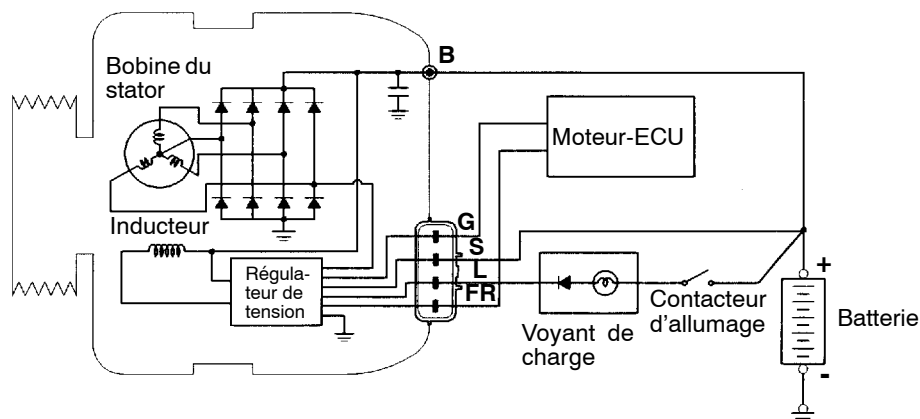 B
Bobine du
stator
Moteur-ECU
Inducteur
G
S
L
FR
Régula-
teur de
tension
Voyant de
charge
Contacteur
d'allumage
+
Batterie
-